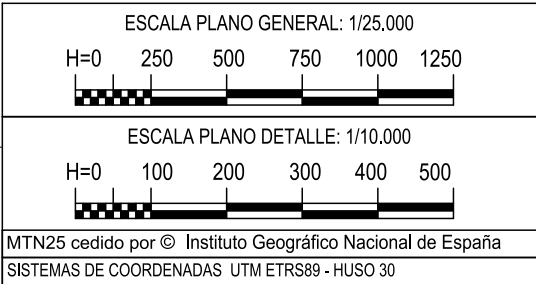 ESCALA PLANO GENERAL: 1/25.000
H=0 250 500 750 1000 1250
ESCALA PLANO DETALLE: 1/10.000
H=0 100 200 300 400 500
MTN25 cedido por © Instituto Geográfico Nacional de España
SISTEMAS DE COORDENADAS UTM ETRS89 - HUSO 30